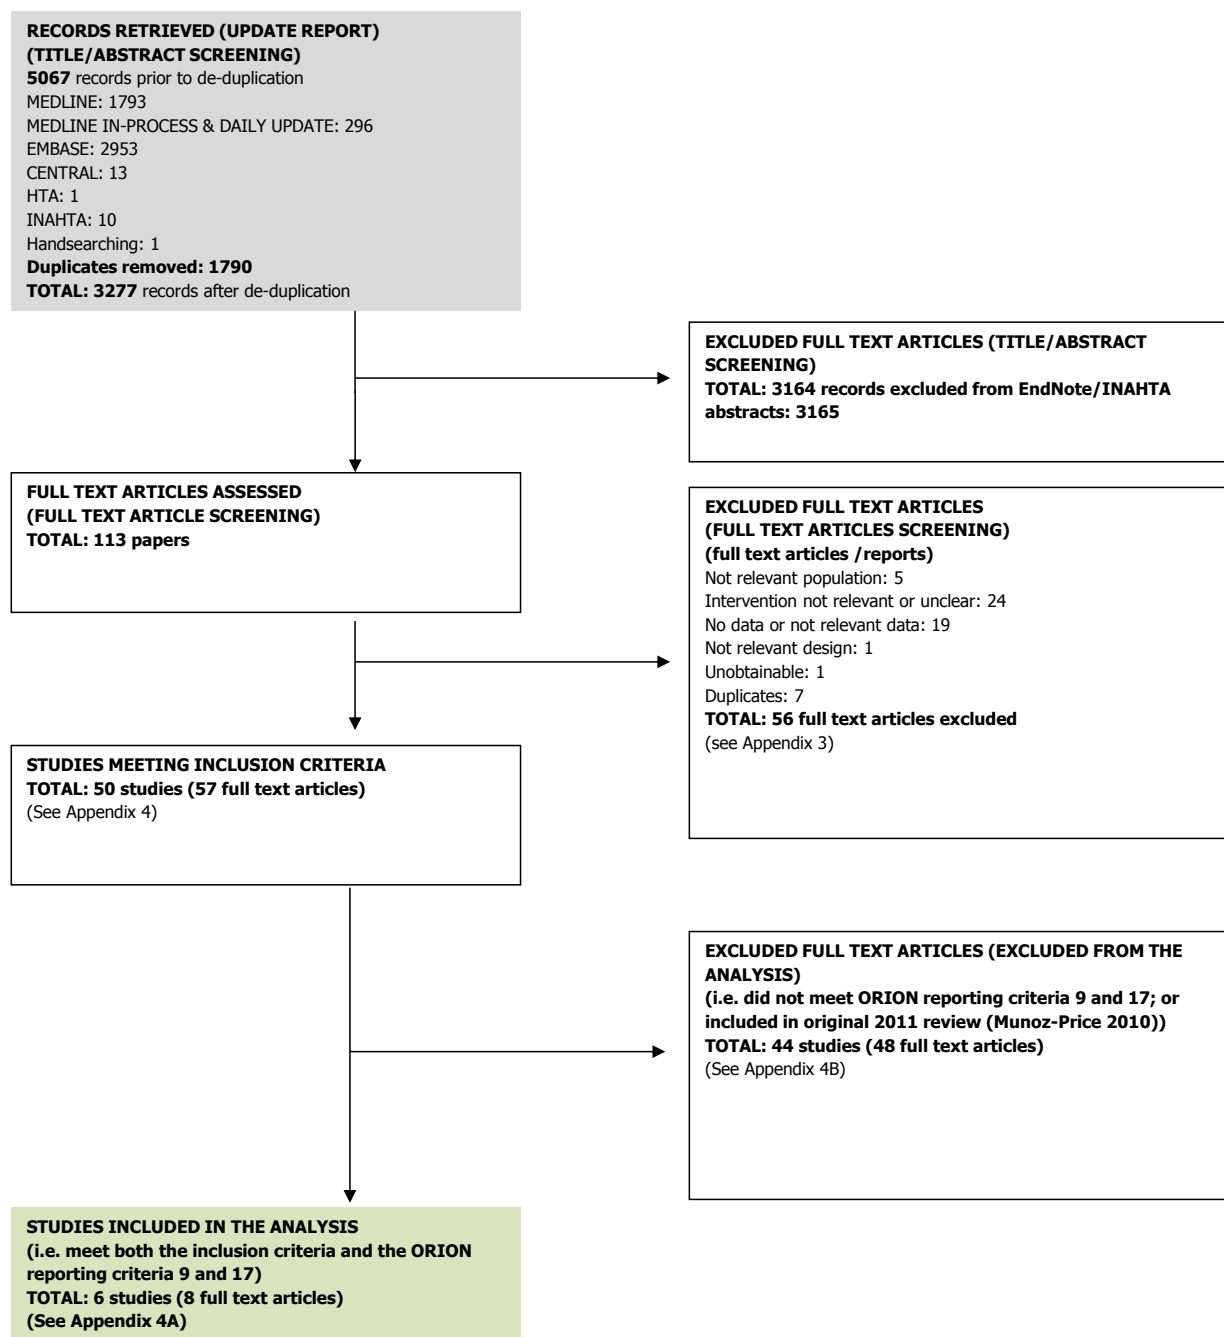 RECORDS RETRIEVED (UPDATE REPORT)
(TITLE/ABSTRACT SCREENING)
5067 records prior to de-duplication
MEDLINE: 1793
MEDLINE IN-PROCESS & DAILY UPDATE: 296
EMBASE: 2953
CENTRAL: 13
HTA: 1
INAHTA: 10
Handsearching: 1
Duplicates removed: 1790
TOTAL: 3277 records after de-duplication
EXCLUDED FULL TEXT ARTICLES (TITLE/ABSTRACT
SCREENING)
TOTAL: 3164 records excluded from EndNote/INAHTA
abstracts: 3165
FULL TEXT ARTICLES ASSESSED
(FULL TEXT ARTICLE SCREENING)
TOTAL: 113 papers
EXCLUDED FULL TEXT ARTICLES
(FULL TEXT ARTICLES SCREENING)
(full text articles /reports)
Not relevant population: 5
Intervention not relevant or unclear: 24
No data or not relevant data: 19
Not relevant design: 1
Unobtainable: 1
Duplicates: 7
TOTAL: 56 full text articles excluded
(see Appendix 3)
STUDIES MEETING INCLUSION CRITERIA
TOTAL: 50 studies (57 full text articles)
(See Appendix 4)
EXCLUDED FULL TEXT ARTICLES (EXCLUDED FROM THE
ANALYSIS)
(i.e. did not meet ORION reporting criteria 9 and 17; or
included in original 2011 review (Munoz-Price 2010))
TOTAL: 44 studies (48 full text articles)
(See Appendix 4B)
STUDIES INCLUDED IN THE ANALYSIS
(i.e. meet both the inclusion criteria and the ORION
reporting criteria 9 and 17)
TOTAL: 6 studies (8 full text articles)
(See Appendix 4A)